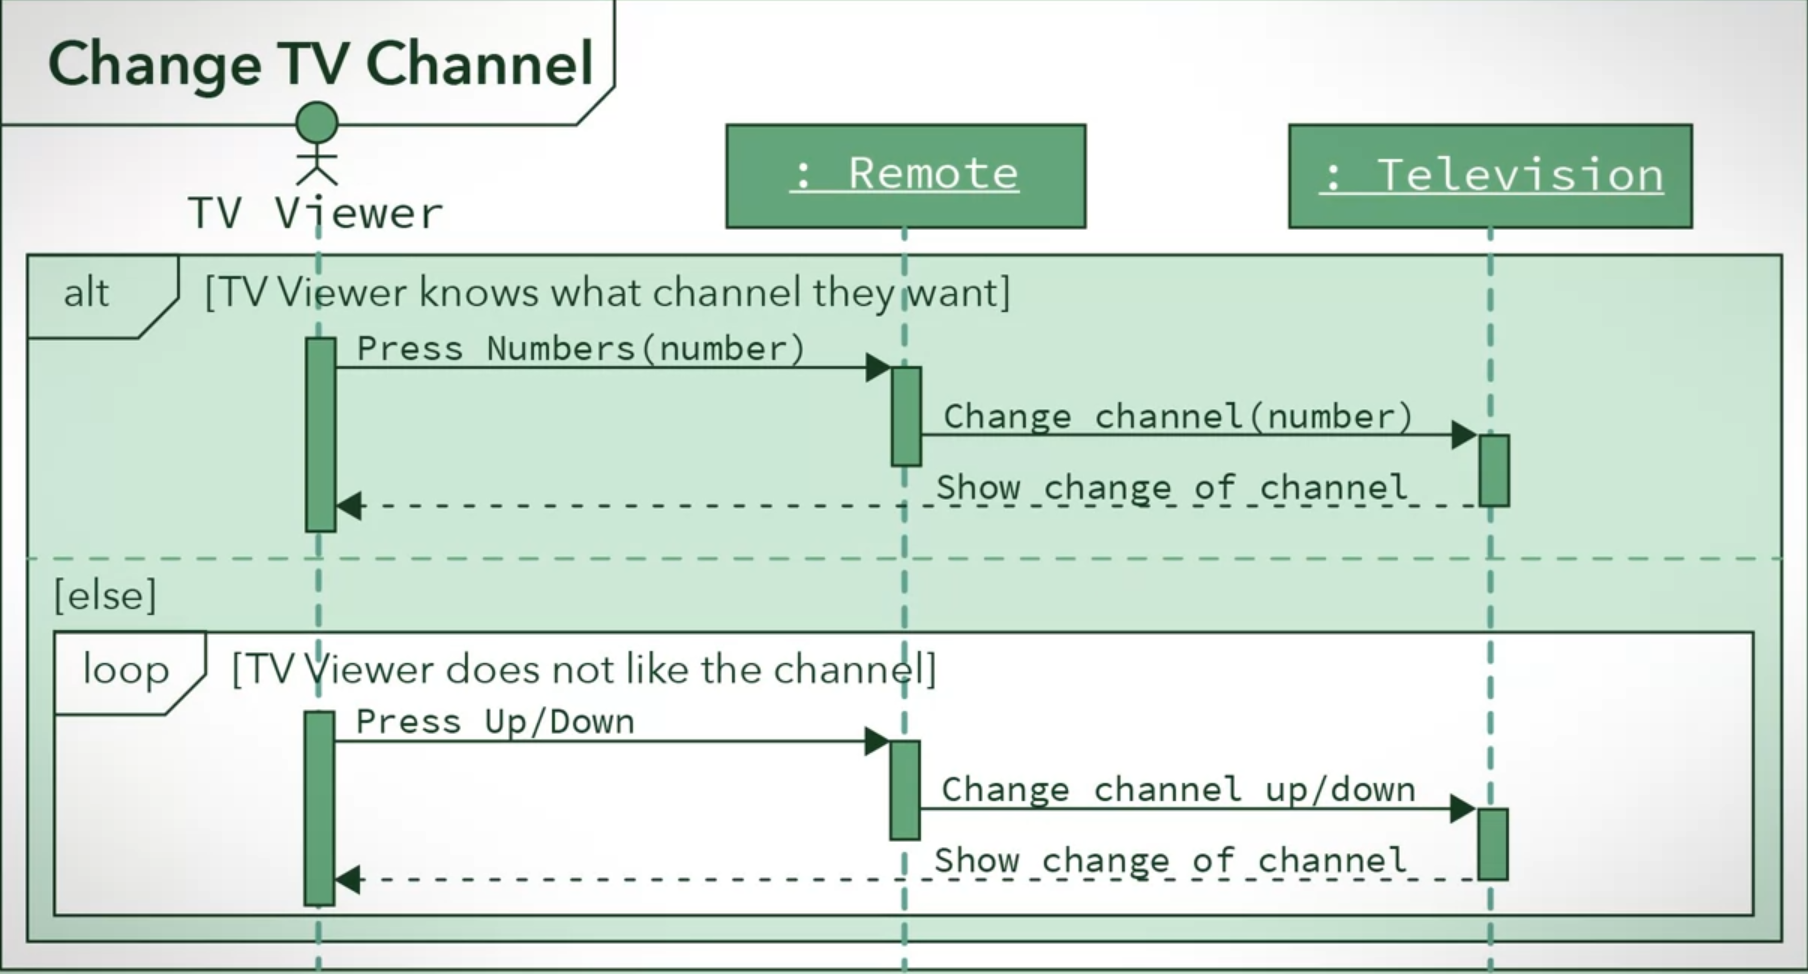 Change TV Channel
TV Viewer
: Remote
: Television
alt
[TV Viewer knows what channel they want]
Press Numbers(number)
Change channel(number)
Show change of channel
[else]
loop
[TV Viewer does not like the channel]
Press Up/Down
Change channel up/down
Show change of channel